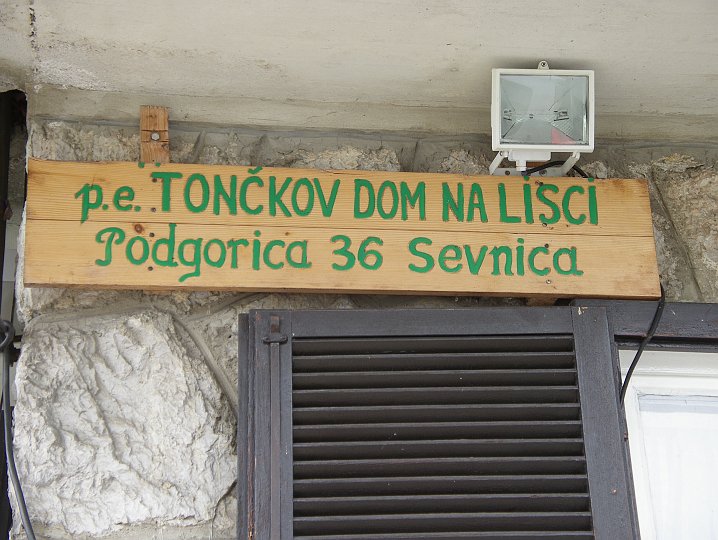 p.e. TONČKOV DOM NA LISCI
Podgorica 36 Sevnica